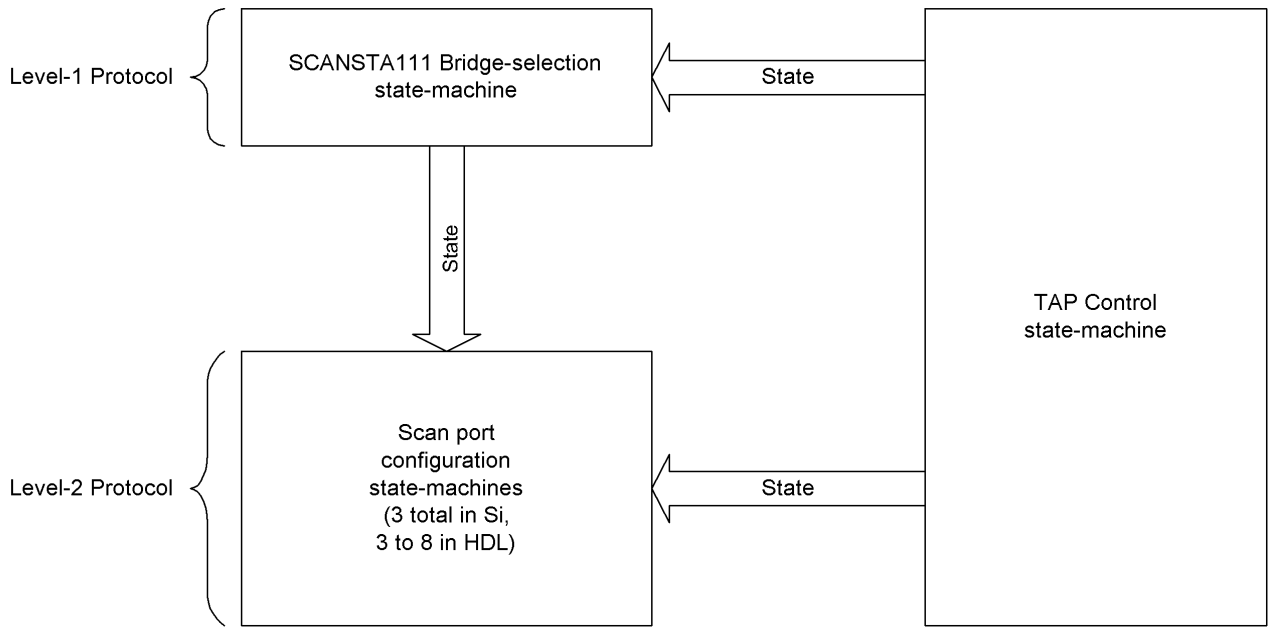 Level-1 Protocol
SCANSTA111 Bridge-selection
state-machine
State
State
TAP Control
state-machine
Level-2 Protocol
Scan port
configuration
state-machines
(3 total in Si,
3 to 8 in HDL)
State